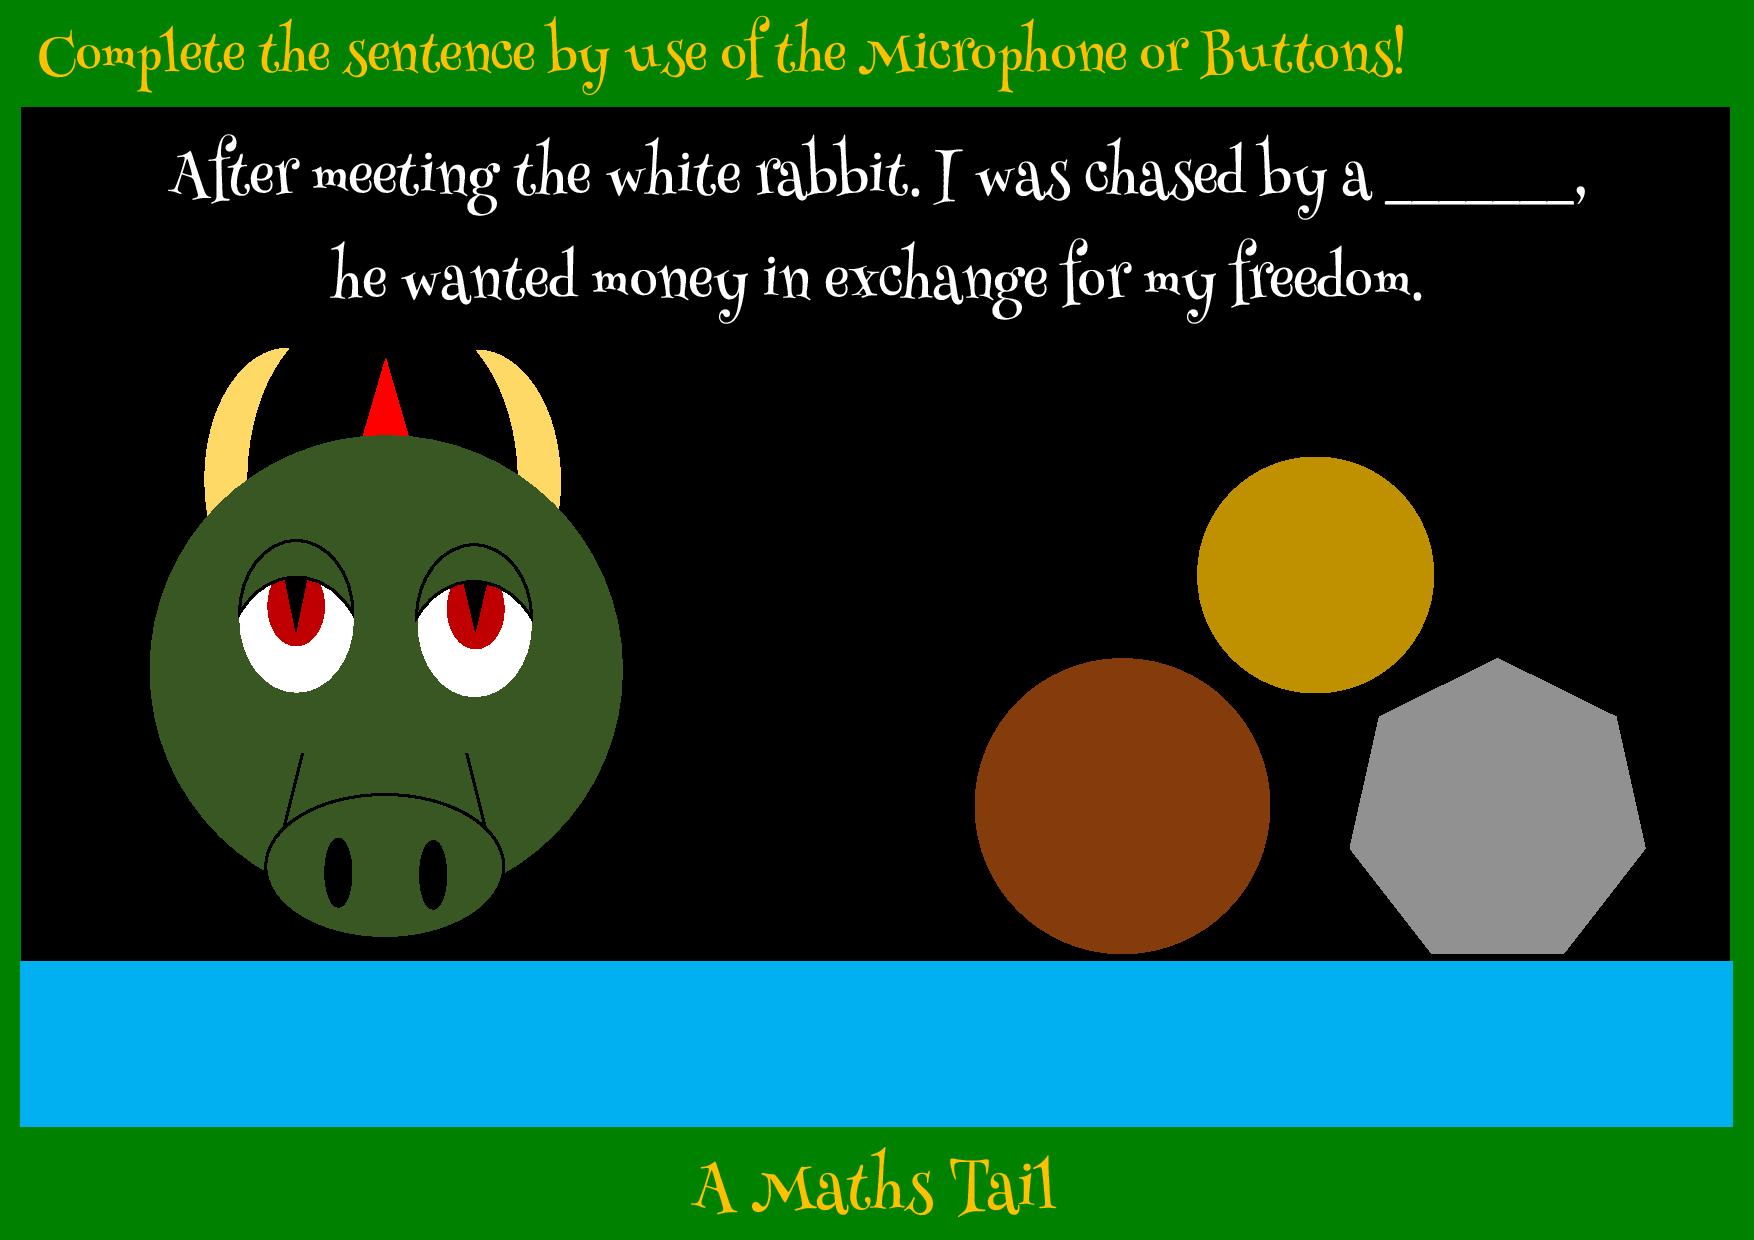 Complete the sentence by use of the Microphone or Buttons!
After meeting the white rabbit. I was chased by a _______,
he wanted money in exchange for my freedom.
A Maths Tail